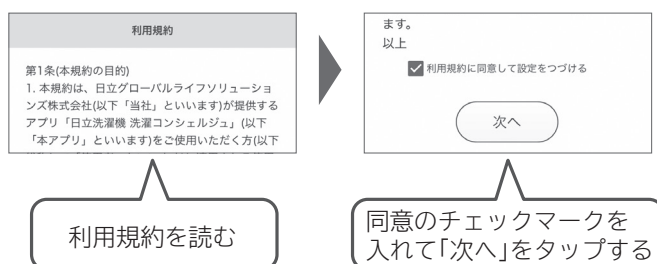 利用規約
第1条(本規約の目的)
1. 本規約は、日立グローバルライフソリューショ
ンズ株式会社(以下「当社」といいます)が提供する
アプリ「日立洗濯機 洗濯コンシェルジュ」(以下
「本アプリ」といいます)をご使用いただく方(以下
利用規約を読む
ます。
以上
利用規約に同意して設定をつづける
次へ
同意のチェックマークを
入れて「次へ」をタップする